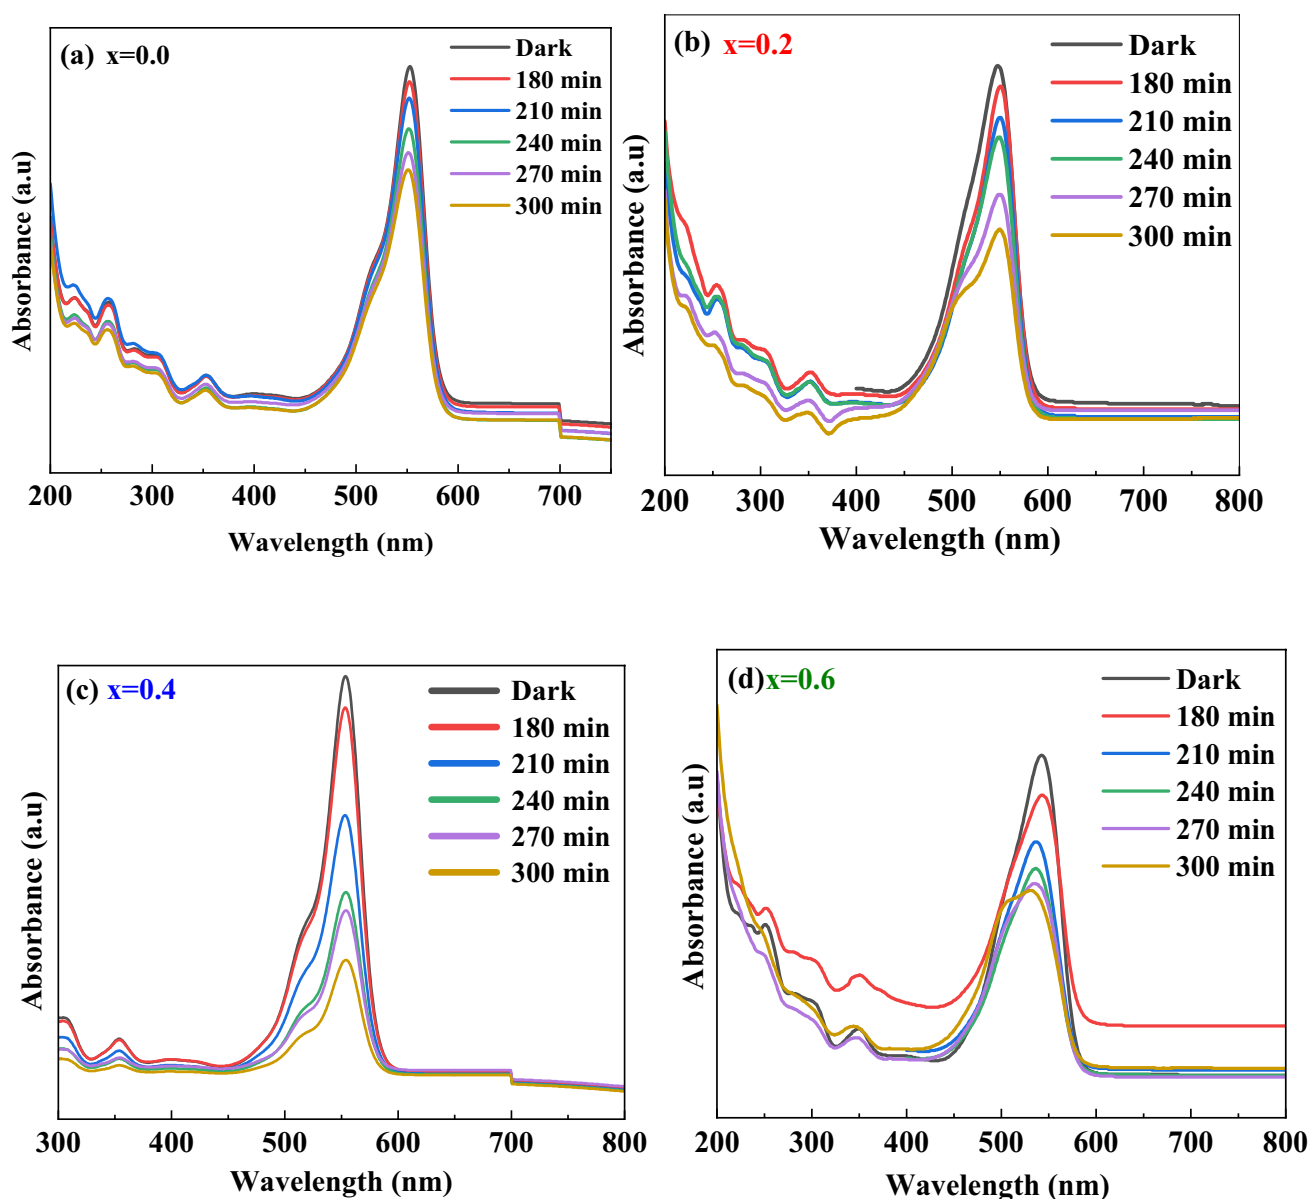 (a) x=0.0
Dark
180 min
210 min
240 min
270 min
300 min
Absorbance (a.u)
200 300 400 500 600 700
Wavelength (nm)
(b) x=0.2
Dark
180 min
210 min
240 min
270 min
300 min
Absorbance (a.u)
200 300 400 500 600 700 800
Wavelength (nm)
(c) x=0.4
Dark
180 min
210 min
240 min
270 min
300 min
Absorbance (a.u)
300 400 500 600 700 800
Wavelength (nm)
(d)x=0.6
Dark
180 min
210 min
240 min
270 min
300 min
Absorbance (a.u)
200 300 400 500 600 700 800
Wavelength (nm)